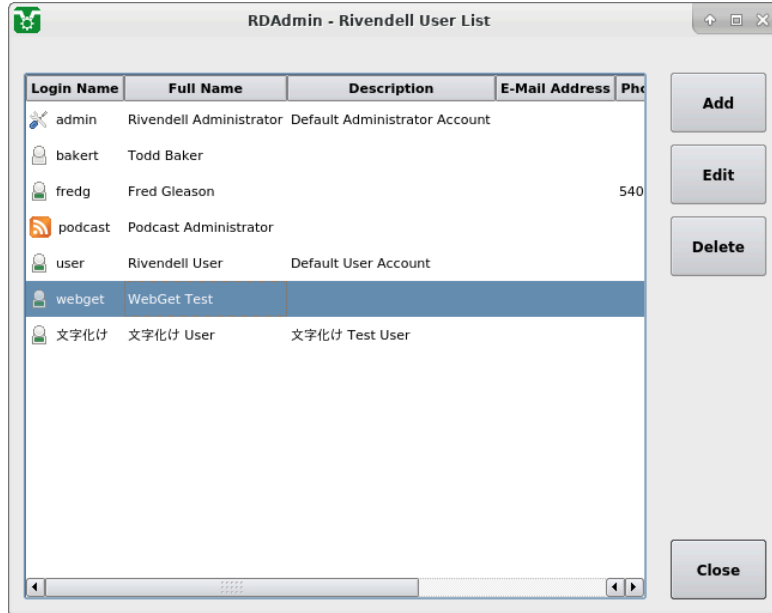 RDAdmin - Rivendell User List
Login Name Full Name Description E-Mail Address Pho
admin Rivendell Administrator Default Administrator Account
bakert Todd Baker
fredg Fred Gleason 540
podcast Podcast Administrator
user Rivendell User Default User Account
webget WebGet Test
文字化け 文字化け User 文字化け Test User
Add
Edit
Delete
Close